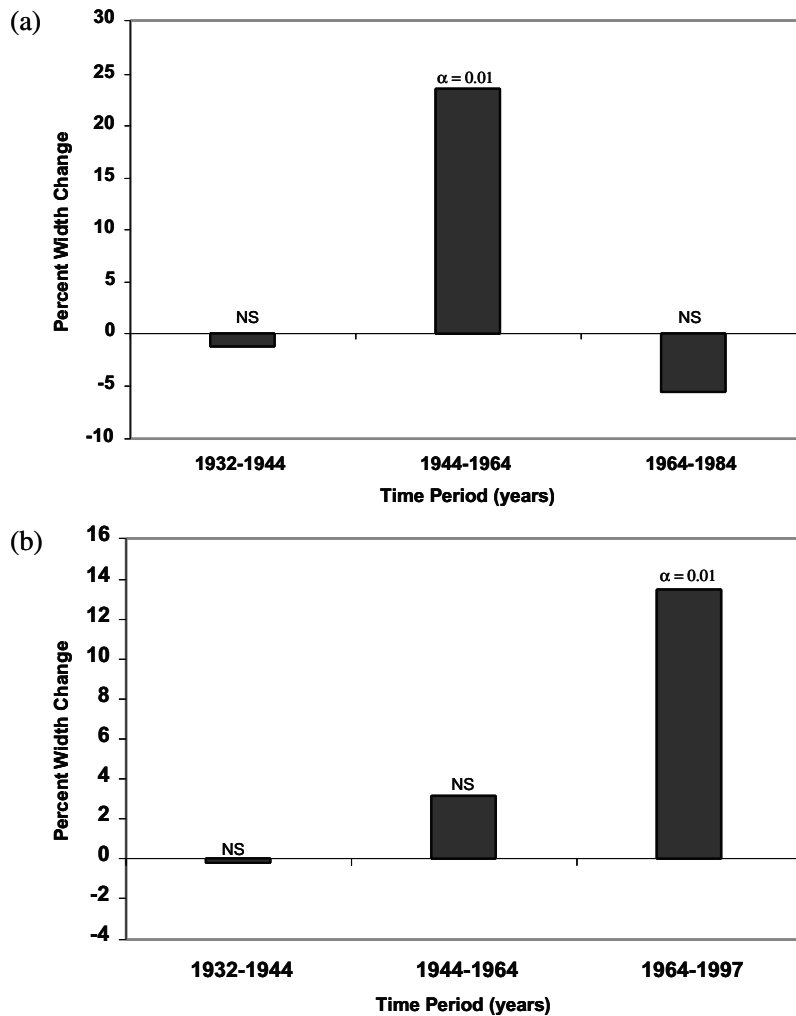 (a)
30
25
20
15
10
5
0
-5
-10
Percent Width Change
NS
α = 0.01
NS
1932-1944 1944-1964 1964-1984
Time Period (years)
(b)
16
14
12
10
8
6
4
2
0
-2
-4
Percent Width Change
NS
NS
α = 0.01
1932-1944 1944-1964 1964-1997
Time Period (years)